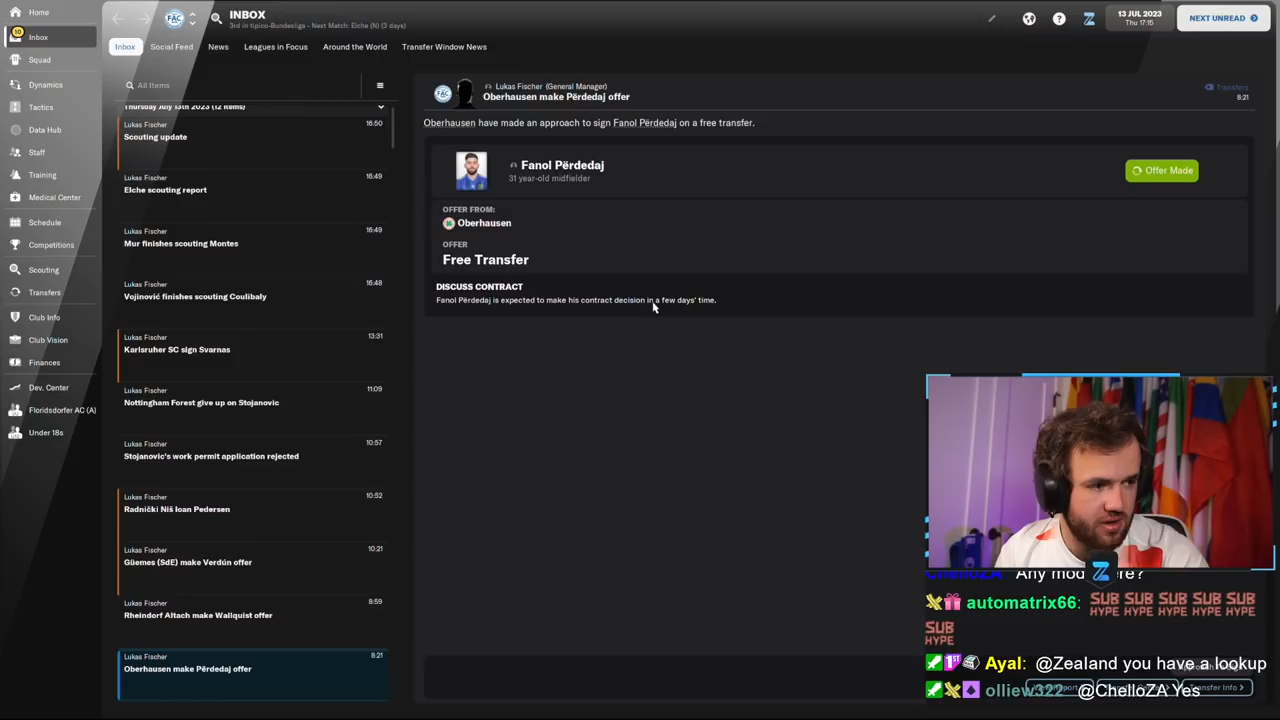 Home
10
Inbox
Squad
Dynamics
Tactics
Data Hub
Staff
Training
Medical Center
Schedule
Competitions
Scouting
Transfers
Club Info
Club Vision
Finances
Dev. Center
Floridsdorfer AC (A)
Under 18s
FAC
INBOX
3rd in tipico-Bundesliga - Next Match: Elche (N) (3 days)
13 JUL 2023
Thu 17:15
NEXT UNREAD
Inbox
Social Feed
News
Leagues in Focus
Around the World
Transfer Window News
All Items
Thursday July 13th 2023 (12 items)
Lukas Fischer 16:50
Scouting update
Lukas Fischer 16:49
Elche scouting report
Lukas Fischer 16:49
Mur finishes scouting Montes
Lukas Fischer 16:48
Vojinović finishes scouting Coulibaly
Lukas Fischer 13:31
Karlsruher SC sign Svarnas
Lukas Fischer 11:09
Nottingham Forest give up on Stojanovic
Lukas Fischer 10:57
Stojanovic's work permit application rejected
Lukas Fischer 10:52
Radnički Niš loan Pedersen
Lukas Fischer 10:21
Güemes (SdE) make Verdún offer
Lukas Fischer 8:59
Rheindorf Altach make Wallquist offer
Lukas Fischer 8:21
Oberhausen make Përdedaj offer
Lukas Fischer (General Manager)
Oberhausen make Përdedaj offer
Transfers
8:21
Oberhausen have made an approach to sign Fanol Përdedaj on a free transfer.
Fanol Përdedaj
31 year-old midfielder
Offer Made
OFFER FROM:
Oberhausen
OFFER
Free Transfer
DISCUSS CONTRACT
Fanol Përdedaj is expected to make his contract decision in a few days' time.
ChelloZA Any mod
automatrix66: SUB HYPE SUB HYPE SUB HYPE SUB HYPE SUB HYPE
SUB HYPE
Ayal: @Zealand you have a lookup
olliew322 @ChelloZA Yes
Transfer Info